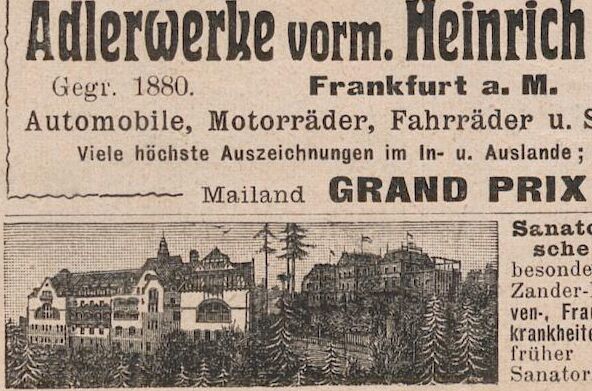 Adlerwerke vorm. Heinrich
Gegr. 1880. Frankfurt a. M.
Automobile, Motorräder, Fahrräder u. S
Viele höchste Auszeichnungen im In- u. Auslande;
Mailand GRAND PRIX
Sanato
sche
besonde
Zander-
ven-, Frau
krankheite
früher
Sanator